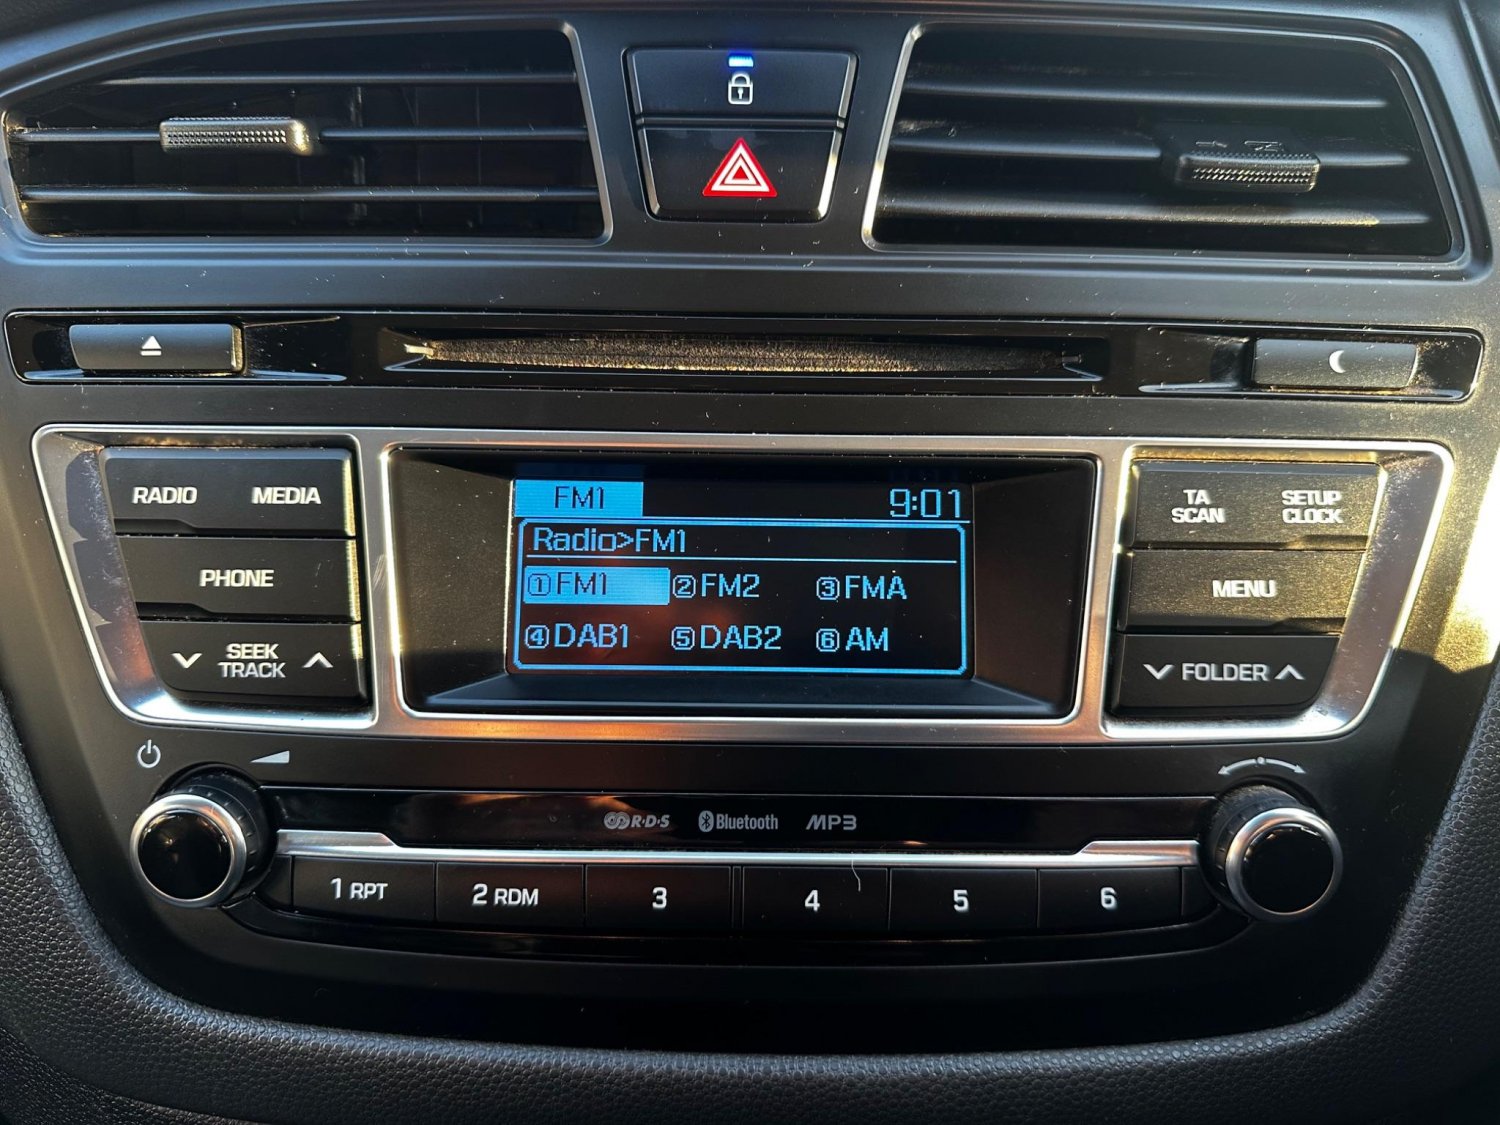 RADIO MEDIA
PHONE
SEEK
TRACK
FM1 9:01
Radio>FM1
①FM1 ②FM2 ③FMA
④DAB1 ⑤DAB2 ⑥AM
TA
SCAN
SETUP
CLOCK
MENU
FOLDER
R·D·S Bluetooth MP3
1 RPT 2 RDM 3 4 5 6